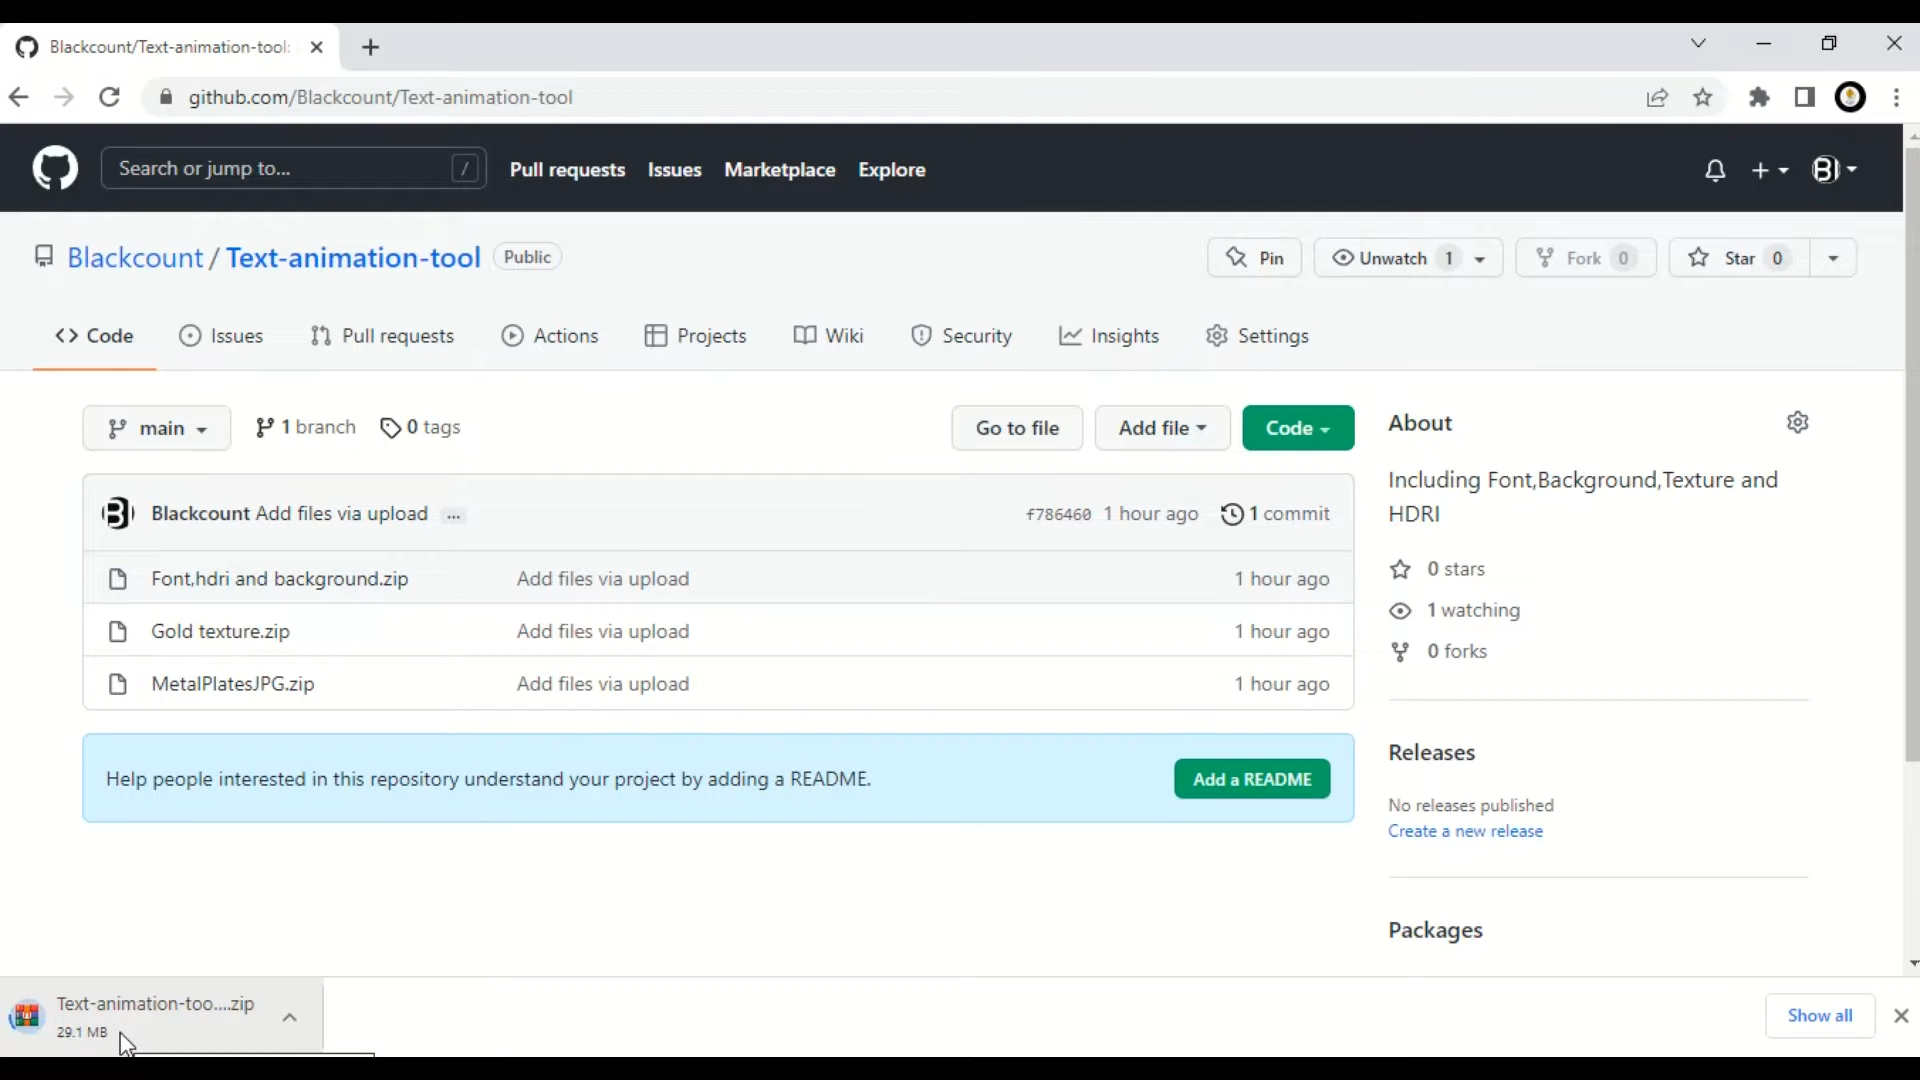 Blackcount/Text-animation-tool:
github.com/Blackcount/Text-animation-tool
Search or jump to... /
Pull requests Issues Marketplace Explore
Blackcount / Text-animation-tool Public
Pin Unwatch 1 Fork 0 Star 0
Code Issues Pull requests Actions Projects Wiki Security Insights Settings
main 1 branch 0 tags Go to file Add file Code
Blackcount Add files via upload ... f786460 1 hour ago 1 commit
Font,hdri and background.zip Add files via upload 1 hour ago
Gold texture.zip Add files via upload 1 hour ago
MetalPlatesJPG.zip Add files via upload 1 hour ago
Help people interested in this repository understand your project by adding a README. Add a README
About
Including Font,Background,Texture and
HDRI
0 stars
1 watching
0 forks
Releases
No releases published
Create a new release
Packages
Text-animation-too....zip
29.1 MB
Show all